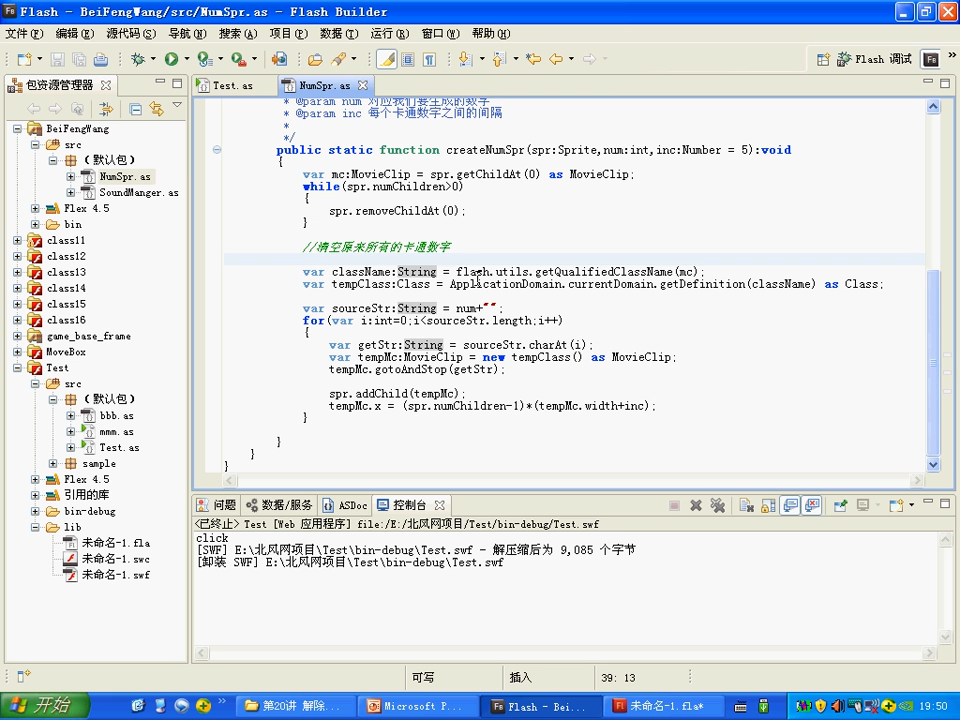 Flash - BeiFengWang/src/NumSpr.as - Flash Builder
文件(F) 编辑(E) 源代码(S) 导航(N) 搜索(A) 项目(P) 数据(T) 运行(R) 窗口(W) 帮助(H)
Flash 调试
包资源管理器
BeiFengWang
src
(默认包)
NumSpr.as
SoundManger.as
Flex 4.5
bin
class11
class12
class13
class14
class15
class16
game_base_frame
MoveBox
Test
src
(默认包)
bbb.as
mmm.as
Test.as
sample
Flex 4.5
引用的库
bin-debug
lib
未命名-1.fla
未命名-1.swc
未命名-1.swf
Test.as
NumSpr.as
* @param num 对应我们要生成的数字
* @param inc 每个卡通数字之间的间隔
*
*/
public static function createNumSpr(spr:Sprite,num:int,inc:Number = 5):void
{
var mc:MovieClip = spr.getChildAt(0) as MovieClip;
while(spr.numChildren>0)
{
spr.removeChildAt(0);
}
//清空原来所有的卡通数字
var className:String = flash.utils.getQualifiedClassName(mc);
var tempClass:Class = ApplicationDomain.currentDomain.getDefinition(className) as Class;
var sourceStr:String = num+"";
for(var i:int=0;i<sourceStr.length;i++)
{
var getStr:String = sourceStr.charAt(i);
var tempMc:MovieClip = new tempClass() as MovieClip;
tempMc.gotoAndStop(getStr);
spr.addChild(tempMc);
tempMc.x = (spr.numChildren-1)*(tempMc.width+inc);
}
}
}
}
问题 数据/服务 ASDoc 控制台
<已终止> Test [Web 应用程序] file:/E:/北风网项目/Test/bin-debug/Test.swf
click
[SWF] E:\北风网项目\Test\bin-debug\Test.swf - 解压缩后为 9,085 个字节
[卸装 SWF] E:\北风网项目\Test\bin-debug\Test.swf
可写 插入 39: 13
开始
第20讲 解除...
Microsoft P...
Flash - Bei...
未命名-1.fla*
19:50